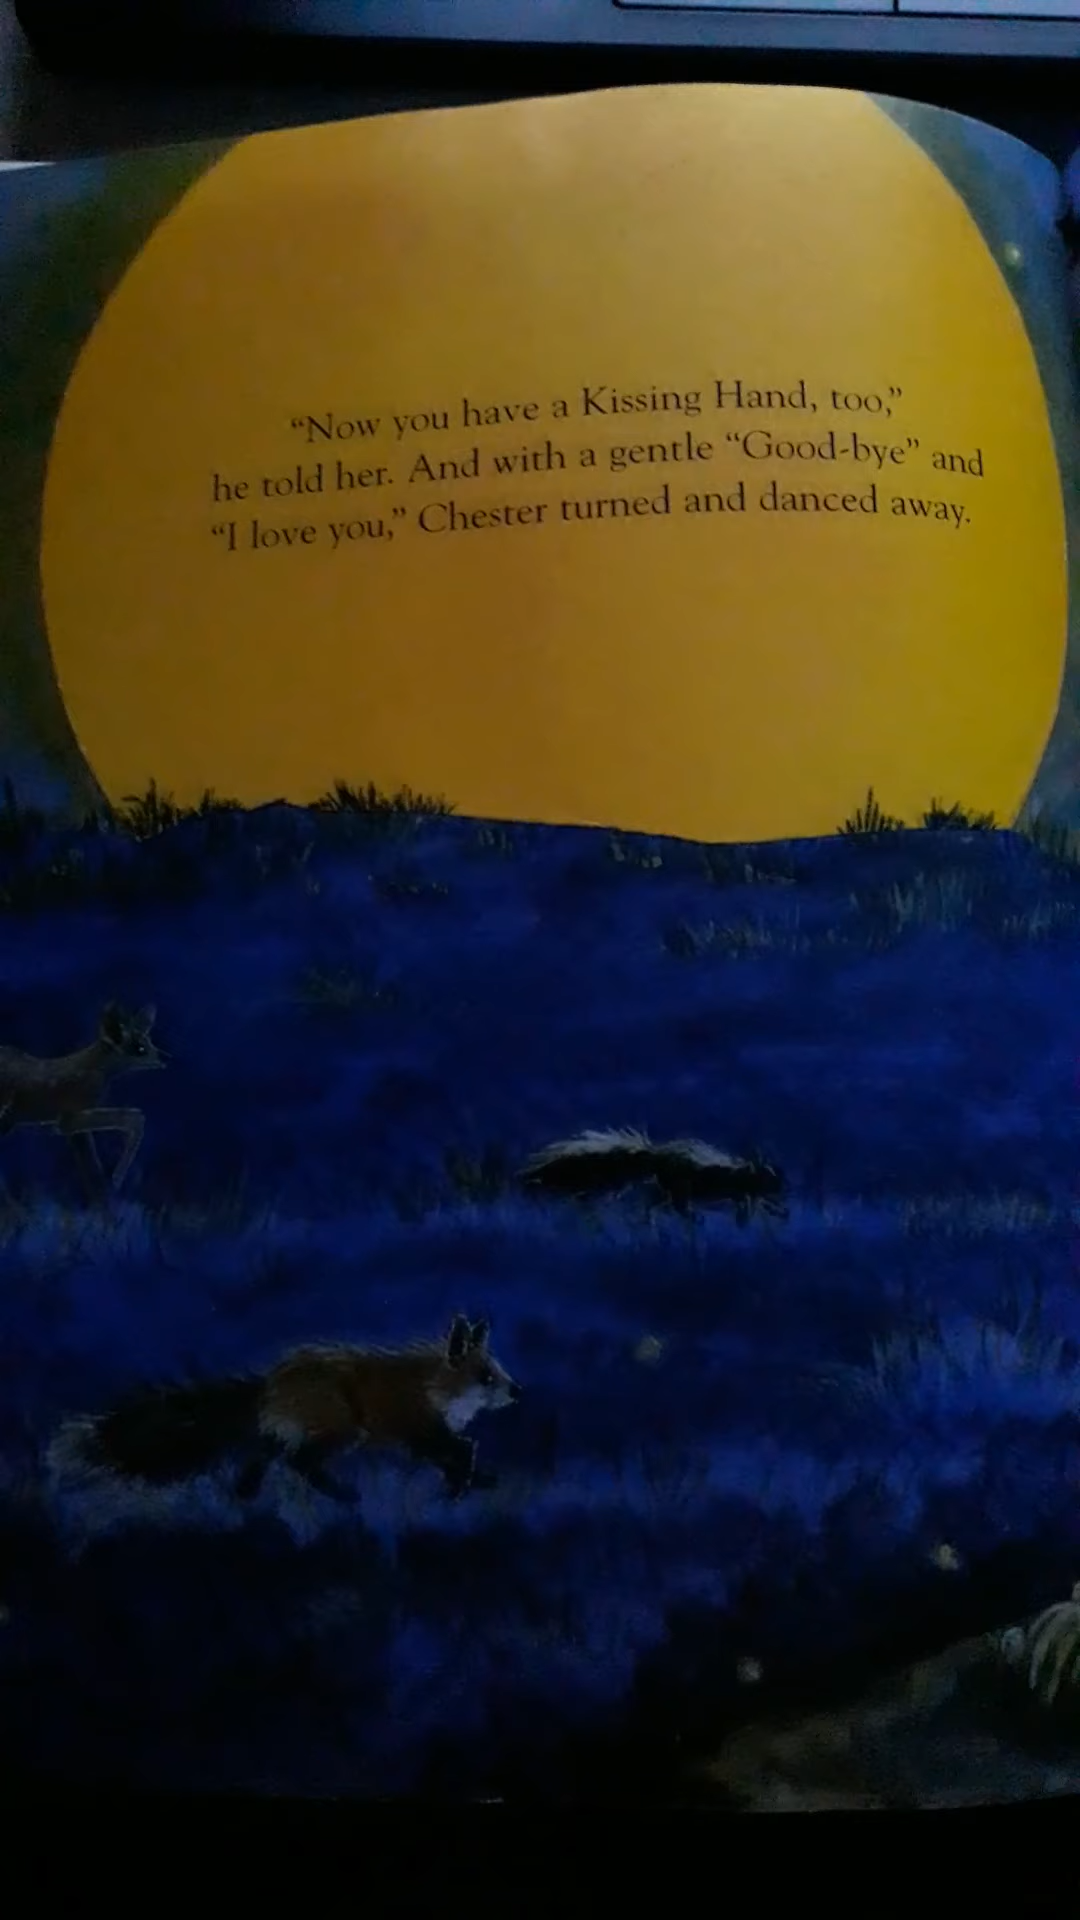 “Now you have a Kissing Hand, too,”
he told her. And with a gentle “Good-bye” and
“I love you,” Chester turned and danced away.